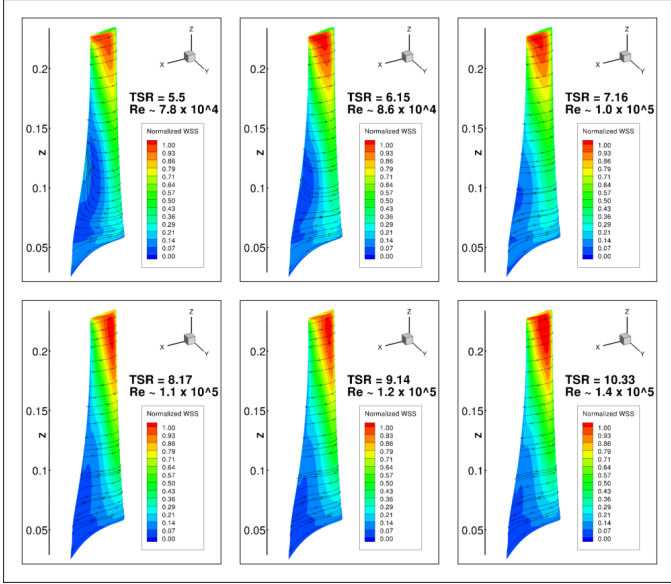 0.2
0.15
0.1
0.05
Z
X
Z
Y
TSR = 5.5
Re ~ 7.8 x 10^4
Normalized WSS
1.00
0.93
0.86
0.79
0.71
0.64
0.57
0.50
0.43
0.36
0.29
0.21
0.14
0.07
0.00
0.2
0.15
0.1
0.05
Z
X
Z
Y
TSR = 6.15
Re ~ 8.6 x 10^4
Normalized WSS
1.00
0.93
0.86
0.79
0.71
0.64
0.57
0.50
0.43
0.36
0.29
0.21
0.14
0.07
0.00
0.2
0.15
0.1
0.05
Z
X
Z
Y
TSR = 7.16
Re ~ 1.0 x 10^5
Normalized WSS
1.00
0.93
0.86
0.79
0.71
0.64
0.57
0.50
0.43
0.36
0.29
0.21
0.14
0.07
0.00
0.2
0.15
0.1
0.05
Z
X
Z
Y
TSR = 8.17
Re ~ 1.1 x 10^5
Normalized WSS
1.00
0.93
0.86
0.79
0.71
0.64
0.57
0.50
0.43
0.36
0.29
0.21
0.14
0.07
0.00
0.2
0.15
0.1
0.05
Z
X
Z
Y
TSR = 9.14
Re ~ 1.2 x 10^5
Normalized WSS
1.00
0.93
0.86
0.79
0.71
0.64
0.57
0.50
0.43
0.36
0.29
0.21
0.14
0.07
0.00
0.2
0.15
0.1
0.05
Z
X
Z
Y
TSR = 10.33
Re ~ 1.4 x 10^5
Normalized WSS
1.00
0.93
0.86
0.79
0.71
0.64
0.57
0.50
0.43
0.36
0.29
0.21
0.14
0.07
0.00